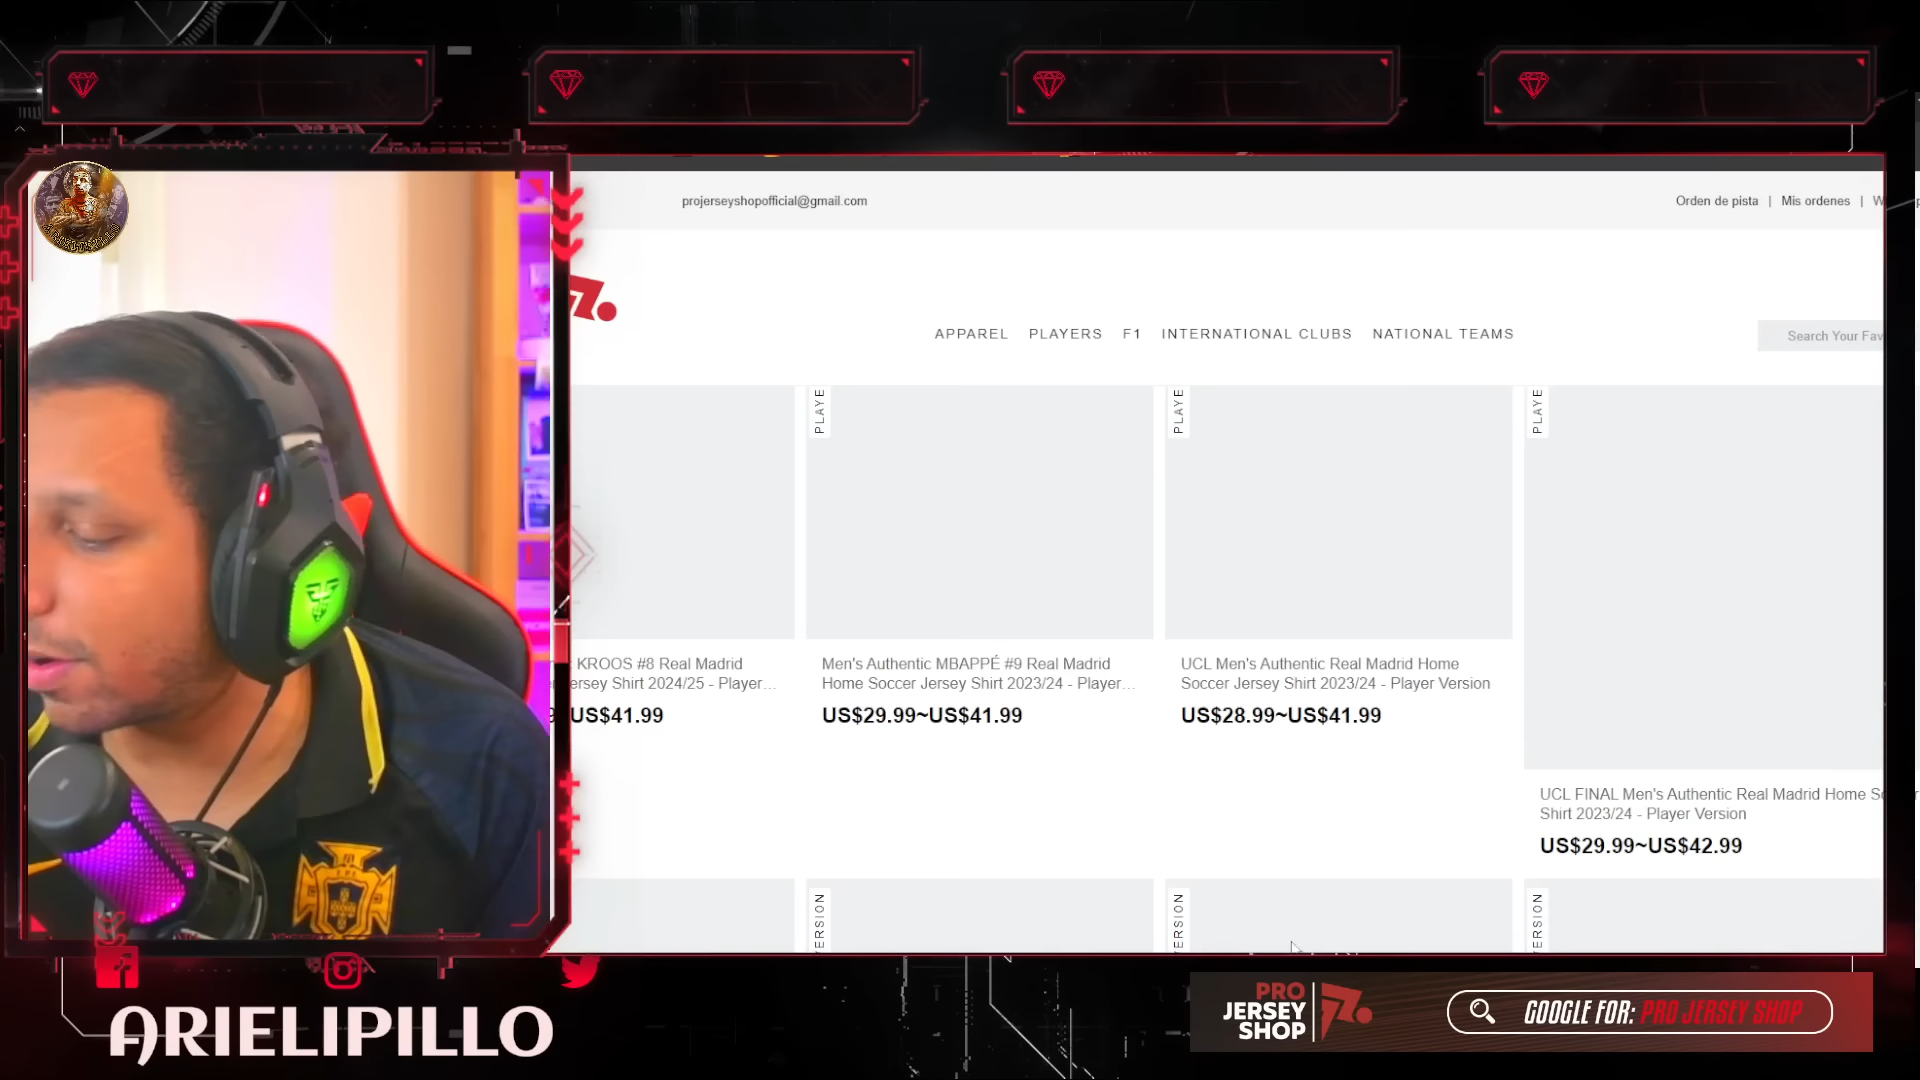 projerseyshopofficial@gmail.com
Orden de pista | Mis ordenes | W
APPAREL PLAYERS F1 INTERNATIONAL CLUBS NATIONAL TEAMS
Search Your Fav
PLAYE
PLAYE
PLAYE
KROOS #8 Real Madrid
ersey Shirt 2024/25 - Player...
9~US$41.99
Men's Authentic MBAPPÉ #9 Real Madrid
Home Soccer Jersey Shirt 2023/24 - Player...
US$29.99~US$41.99
UCL Men's Authentic Real Madrid Home
Soccer Jersey Shirt 2023/24 - Player Version
US$28.99~US$41.99
UCL FINAL Men's Authentic Real Madrid Home So
Shirt 2023/24 - Player Version
US$29.99~US$42.99
ERSION
ERSION
ERSION
ARIELIPILLO
PRO
JERSEY
SHOP
GOOGLE FOR: PRO JERSEY SHOP